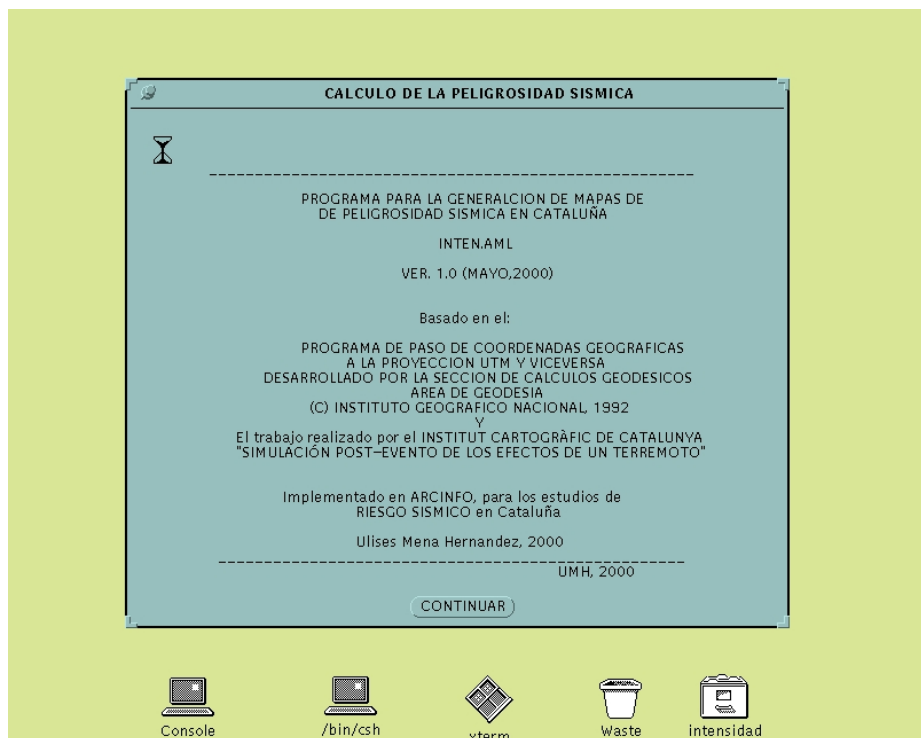 CALCULO DE LA PELIGROSIDAD SISMICA
PROGRAMA PARA LA GENERALCION DE MAPAS DE
DE PELIGROSIDAD SISMICA EN CATALUÑA
INTEN.AML
VER. 1.0 (MAYO,2000)
Basado en el:
PROGRAMA DE PASO DE COORDENADAS GEOGRAFICAS
A LA PROYECCION UTM Y VICEVERSA
DESARROLLADO POR LA SECCION DE CALCULOS GEODESICOS
AREA DE GEODESIA
(C) INSTITUTO GEOGRAFICO NACIONAL, 1992
Y
El trabajo realizado por el INSTITUT CARTOGRÀFIC DE CATALUNYA
"SIMULACIÓN POST-EVENTO DE LOS EFECTOS DE UN TERREMOTO"
Implementado en ARCINFO, para los estudios de
RIESGO SISMICO en Cataluña
Ulises Mena Hernandez, 2000
UMH, 2000
CONTINUAR
Console /bin/csh xterm Waste intensidad